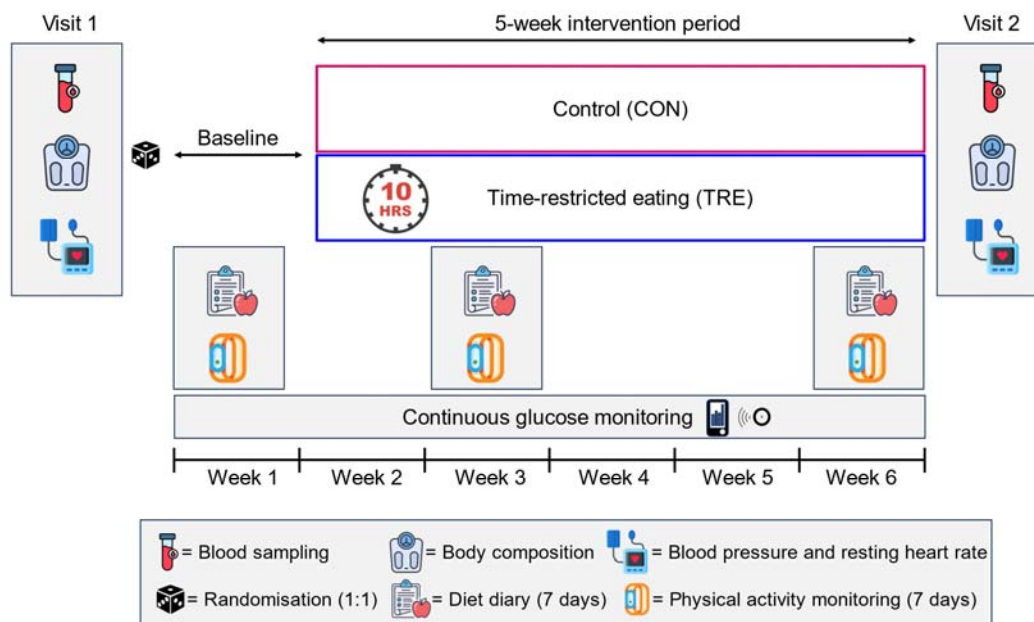 Visit 1
5-week intervention period
Visit 2
Control (CON)
Baseline
10
HRS
Time-restricted eating (TRE)
Continuous glucose monitoring
Week 1
Week 2
Week 3
Week 4
Week 5
Week 6
= Blood sampling
= Body composition
= Blood pressure and resting heart rate
= Randomisation (1:1)
= Diet diary (7 days)
= Physical activity monitoring (7 days)